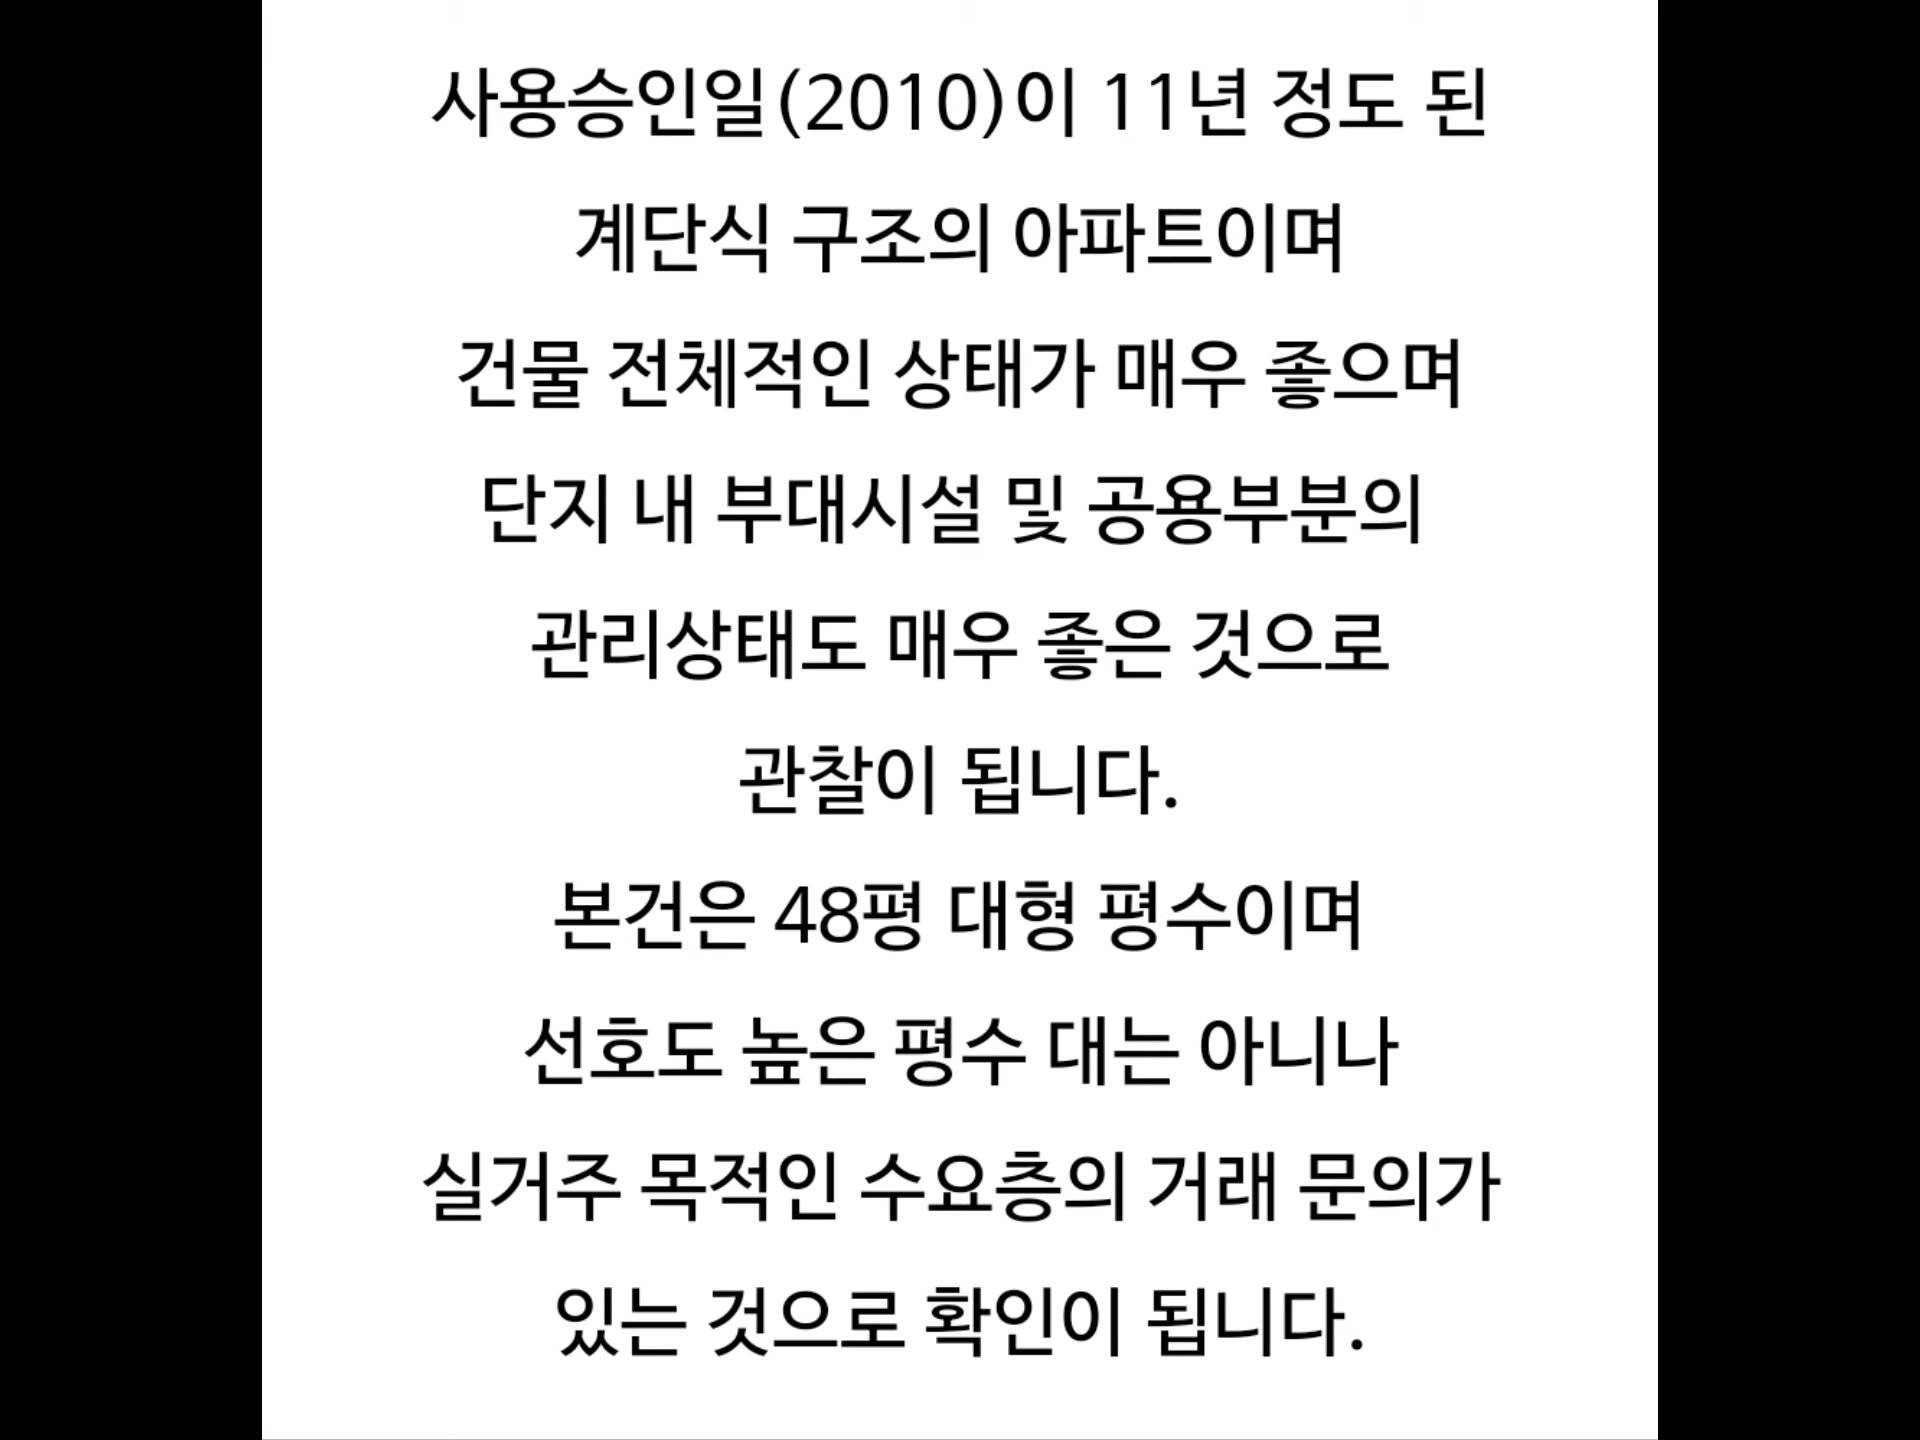 사용승인일(2010)이 11년 정도 된
계단식 구조의 아파트이며
건물 전체적인 상태가 매우 좋으며
단지 내 부대시설 및 공용부분의
관리상태도 매우 좋은 것으로
관찰이 됩니다.
본건은 48평 대형 평수이며
선호도 높은 평수 대는 아니나
실거주 목적인 수요층의 거래 문의가
있는 것으로 확인이 됩니다.